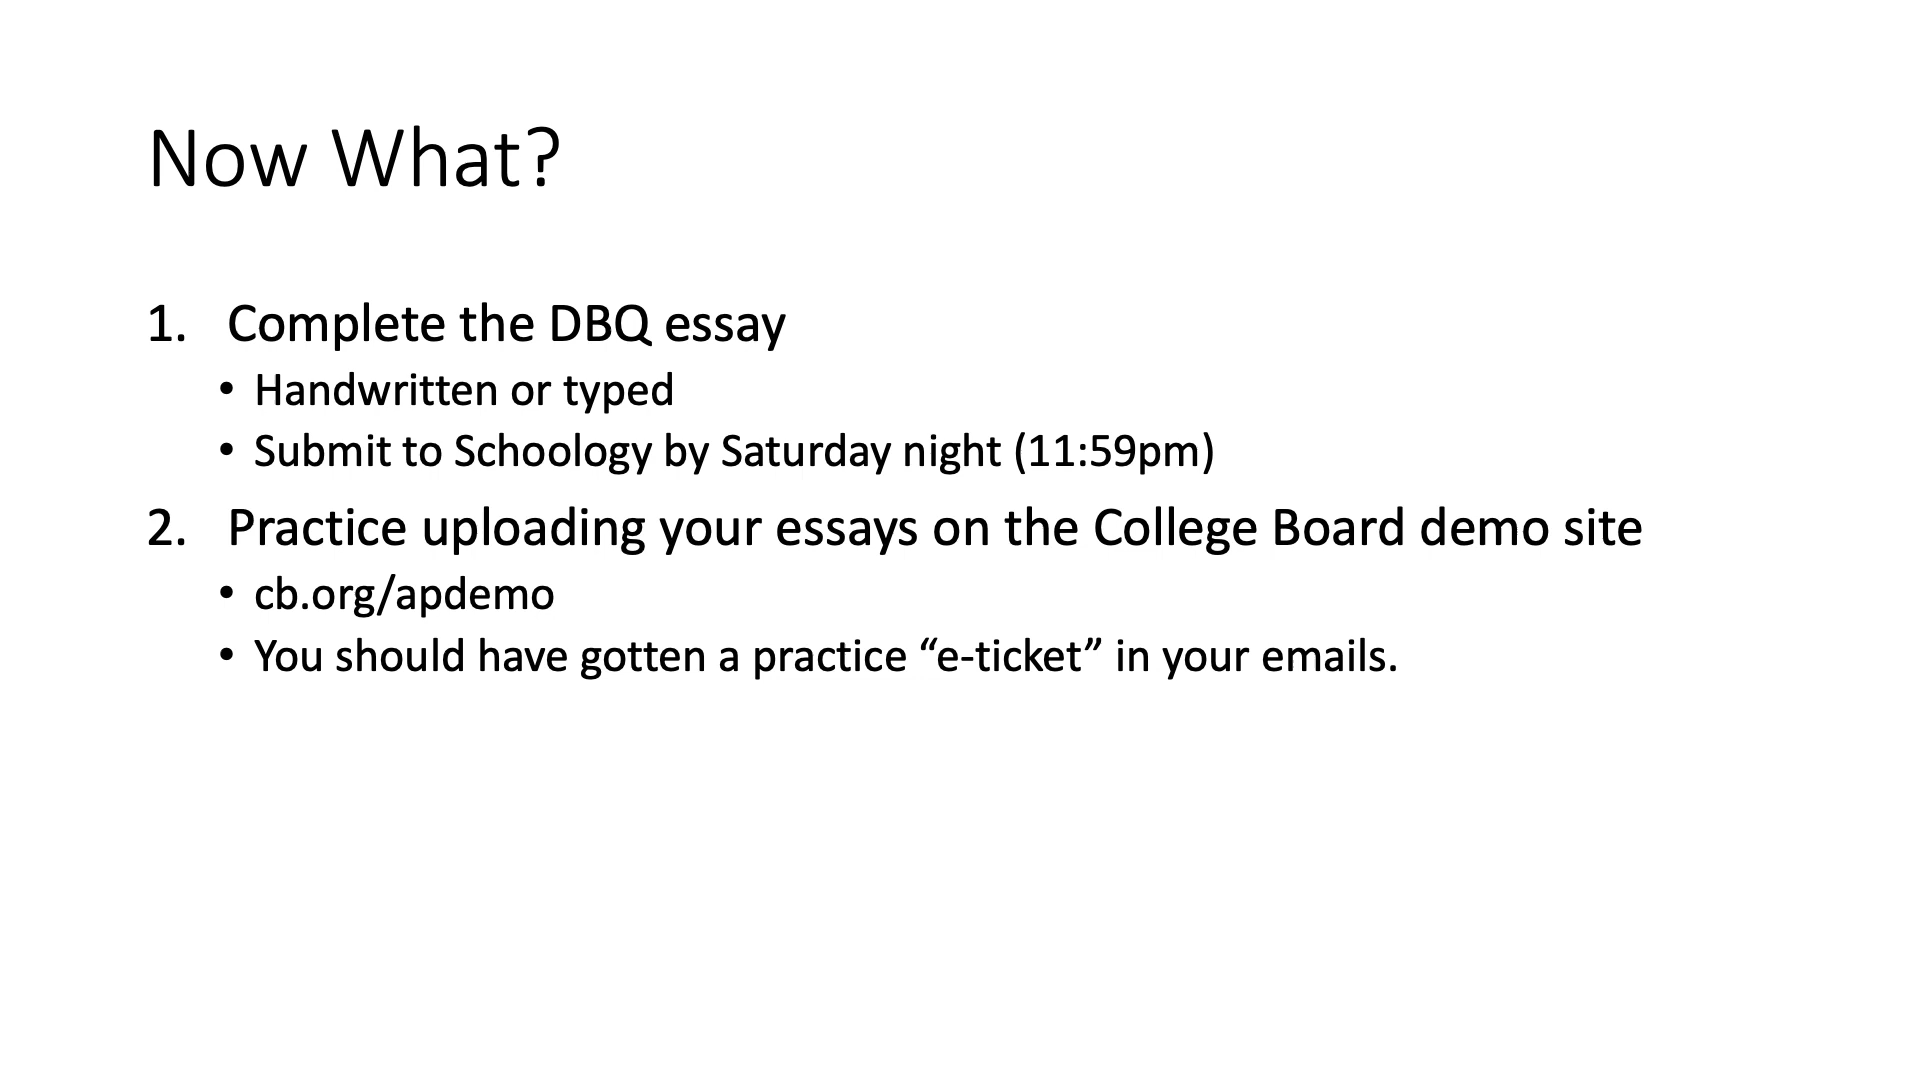 Now What?
1. Complete the DBQ essay
• Handwritten or typed
• Submit to Schoology by Saturday night (11:59pm)
2. Practice uploading your essays on the College Board demo site
• cb.org/apdemo
• You should have gotten a practice “e-ticket” in your emails.